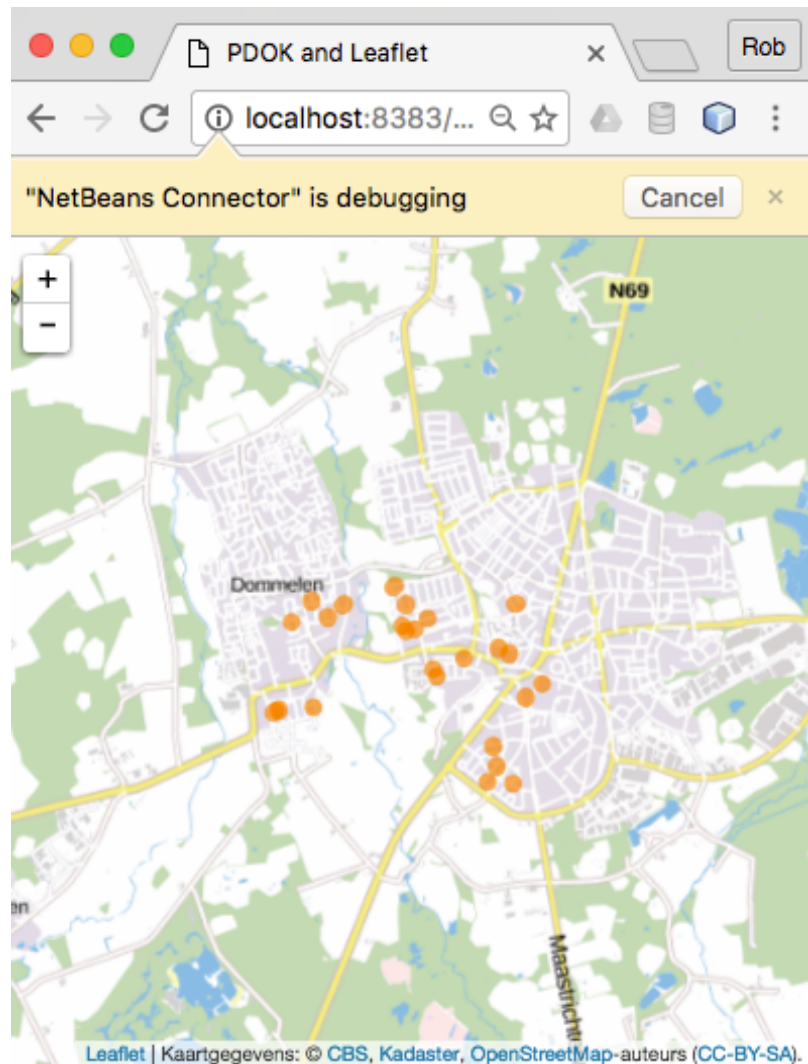 PDOK and Leaflet
Rob
localhost:8383/...
"NetBeans Connector" is debugging
Cancel
+
−
N69
Dommelen
en
Maastricht
Leaflet | Kaartgegevens: © CBS, Kadaster, OpenStreetMap-auteurs (CC-BY-SA).